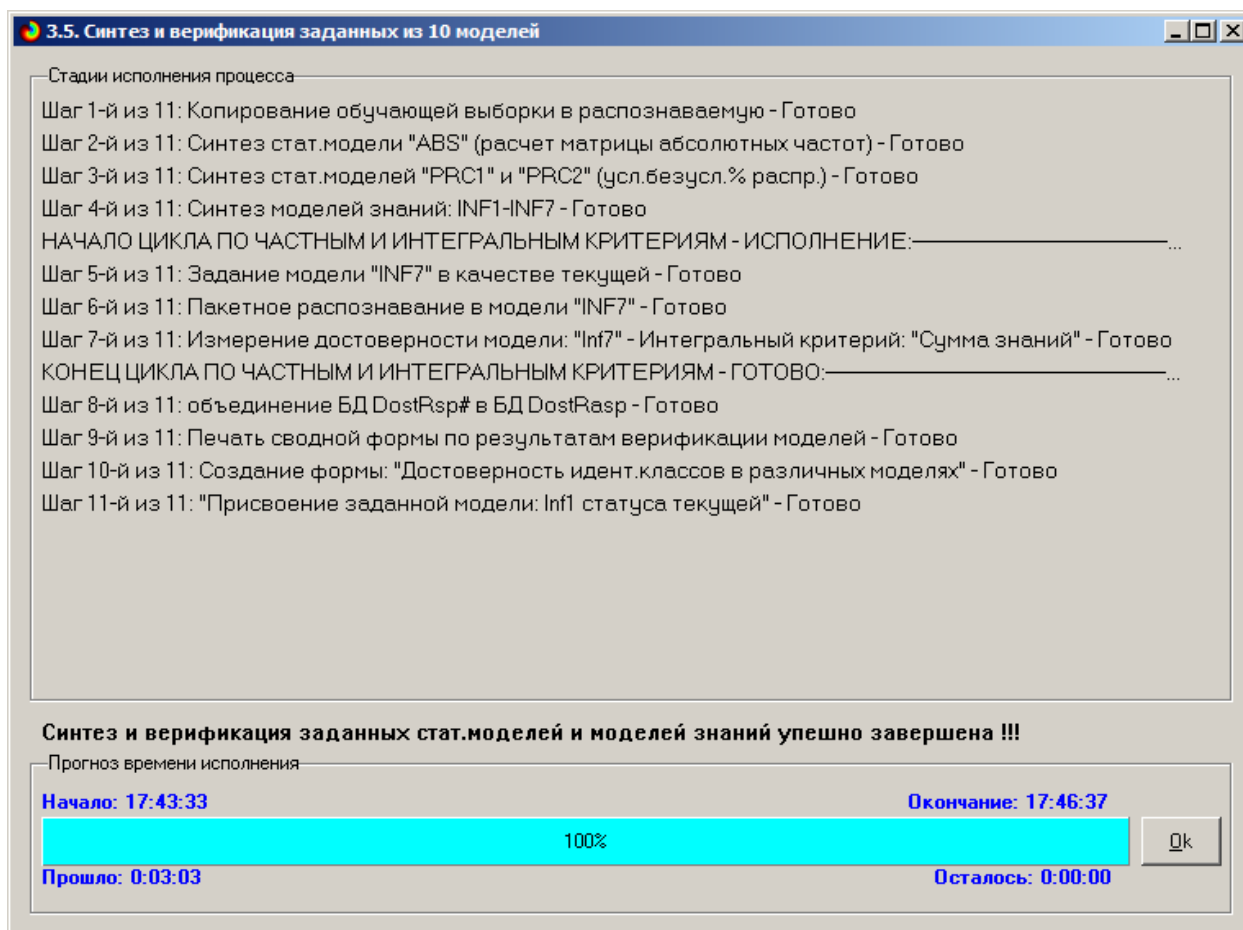 3.5. Синтез и верификация заданных из 10 моделей
Стадии исполнения процесса
Шаг 1-й из 11: Копирование обучающей выборки в распознаваемую - Готово
Шаг 2-й из 11: Синтез стат.модели "ABS" (расчет матрицы абсолютных частот) - Готово
Шаг 3-й из 11: Синтез стат.моделей "PRC1" и "PRC2" (усл.безусл.% распр.) - Готово
Шаг 4-й из 11: Синтез моделей знаний: INF1-INF7 - Готово
НАЧАЛО ЦИКЛА ПО ЧАСТНЫМ И ИНТЕГРАЛЬНЫМ КРИТЕРИЯМ - ИСПОЛНЕНИЕ:————————...
Шаг 5-й из 11: Задание модели "INF7" в качестве текущей - Готово
Шаг 6-й из 11: Пакетное распознавание в модели "INF7" - Готово
Шаг 7-й из 11: Измерение достоверности модели: "Inf7" - Интегральный критерий: "Сумма знаний" - Готово
КОНЕЦ ЦИКЛА ПО ЧАСТНЫМ И ИНТЕГРАЛЬНЫМ КРИТЕРИЯМ - ГОТОВО:————————...
Шаг 8-й из 11: объединение БД DostRsp# в БД DostRasp - Готово
Шаг 9-й из 11: Печать сводной формы по результатам верификации моделей - Готово
Шаг 10-й из 11: Создание формы: "Достоверность идент.классов в различных моделях" - Готово
Шаг 11-й из 11: "Присвоение заданной модели: Inf1 статуса текущей" - Готово
Синтез и верификация заданных стат.моделей и моделей знаний упешно завершена !!!
Прогноз времени исполнения
Начало: 17:43:33 Окончание: 17:46:37
100% Ok
Прошло: 0:03:03 Осталось: 0:00:00